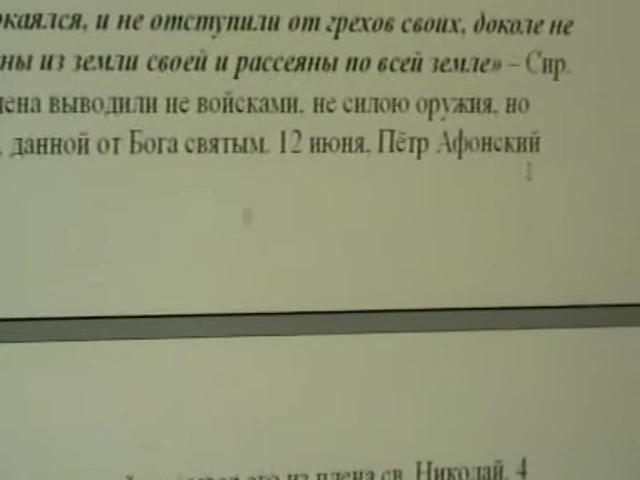 каялся, и не отступили от грехов своих, доколе не
ны из земли своей и рассеяны по всей земле» – Сир.
лена выводили не войсками, не силою оружия, но
, данной от Бога святым. 12 июня, Пётр Афонский
его из плена св. Николай. 4